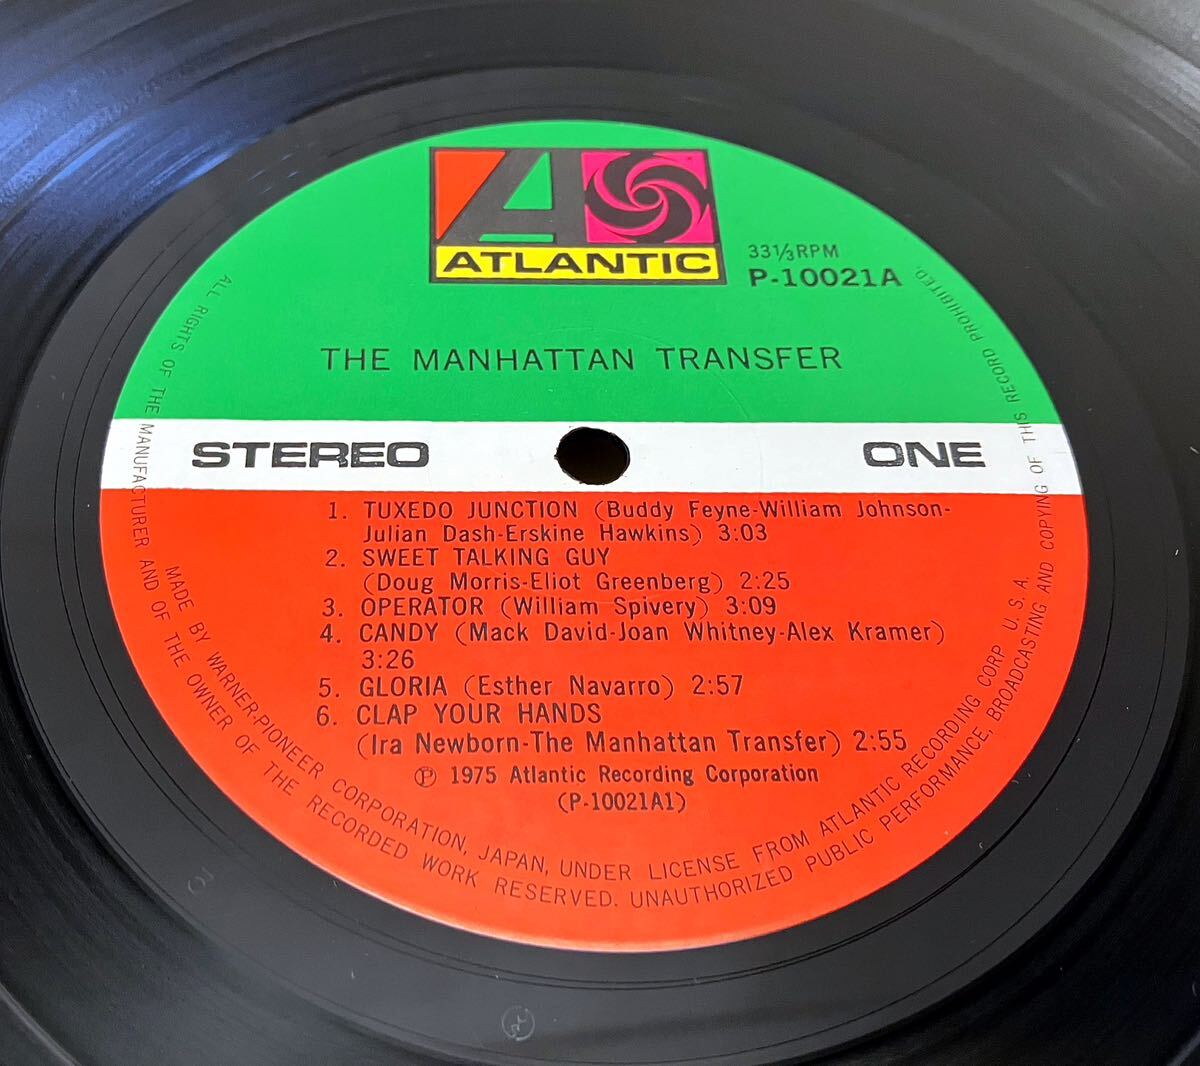 ATLANTIC
33⅓RPM
P-10021A
THE MANHATTAN TRANSFER
STEREO
ONE
1. TUXEDO JUNCTION (Buddy Feyne-William Johnson-
Julian Dash-Erskine Hawkins) 3:03
2. SWEET TALKING GUY
(Doug Morris-Eliot Greenberg) 2:25
3. OPERATOR (William Spivery) 3:09
4. CANDY (Mack David-Joan Whitney-Alex Kramer)
3:26
5. GLORIA (Esther Navarro) 2:57
6. CLAP YOUR HANDS
(Ira Newborn-The Manhattan Transfer) 2:55
Ⓟ 1975 Atlantic Recording Corporation
(P-10021A1)
MADE BY WARNER-PIONEER CORPORATION, JAPAN, UNDER LICENSE FROM ATLANTIC RECORDING CORP U. S. A.
ALL RIGHTS OF THE MANUFACTURER AND OF THE OWNER OF THE RECORDED WORK RESERVED. UNAUTHORIZED PUBLIC PERFORMANCE, BROADCASTING AND COPYING OF THIS RECORD PROHIBITED.